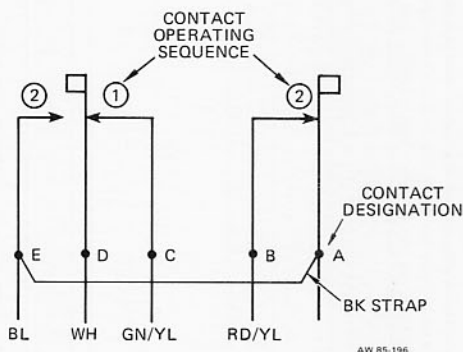 CONTACT
OPERATING
SEQUENCE
2
1
2
CONTACT
DESIGNATION
E
D
C
B
A
BK STRAP
BL
WH
GN/YL
RD/YL
AW 85-196